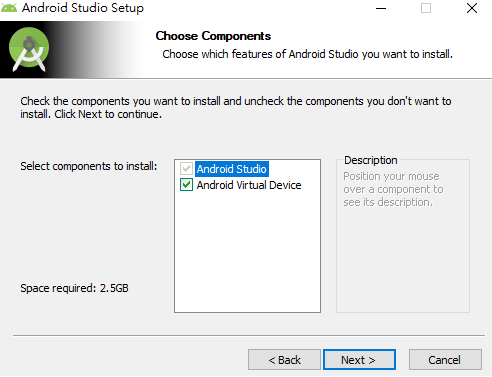 Android Studio Setup
Choose Components
Choose which features of Android Studio you want to install.
Check the components you want to install and uncheck the components you don't want to
install. Click Next to continue.
Select components to install:
Android Studio
Android Virtual Device
Description
Position your mouse
over a component to
see its description.
Space required: 2.5GB
< Back
Next >
Cancel